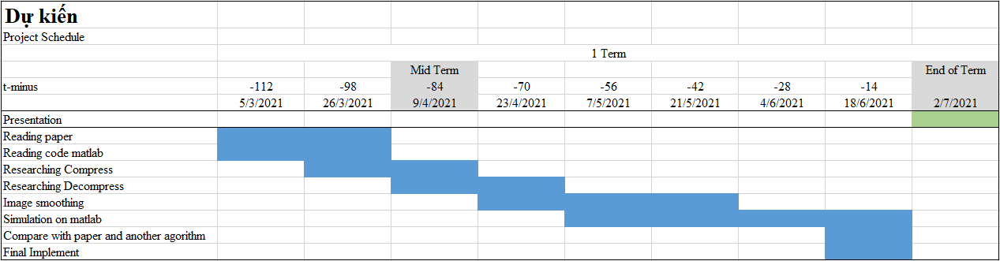 Dự kiến
Project Schedule
1 Term
Mid Term End of Term
t-minus -112 -98 -84 -70 -56 -42 -28 -14
5/3/2021 26/3/2021 9/4/2021 23/4/2021 7/5/2021 21/5/2021 4/6/2021 18/6/2021 2/7/2021
Presentation
Reading paper
Reading code matlab
Researching Compress
Researching Decompress
Image smoothing
Simulation on matlab
Compare with paper and another agorithm
Final Implement